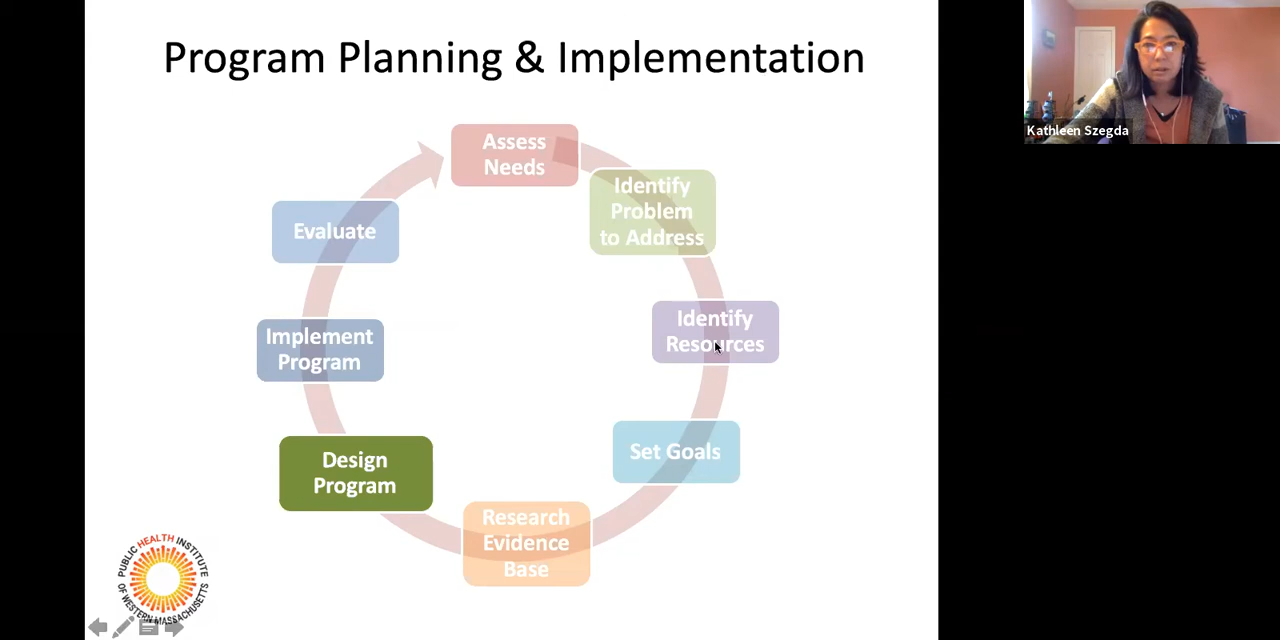 Program Planning & Implementation
Kathleen Szegda
Assess
Needs
Identify
Problem
to Address
Identify
Resources
Set Goals
Research
Evidence
Base
Design
Program
Implement
Program
Evaluate
PUBLIC HEALTH INSTITUTE
OF WESTERN MASSACHUSETTS